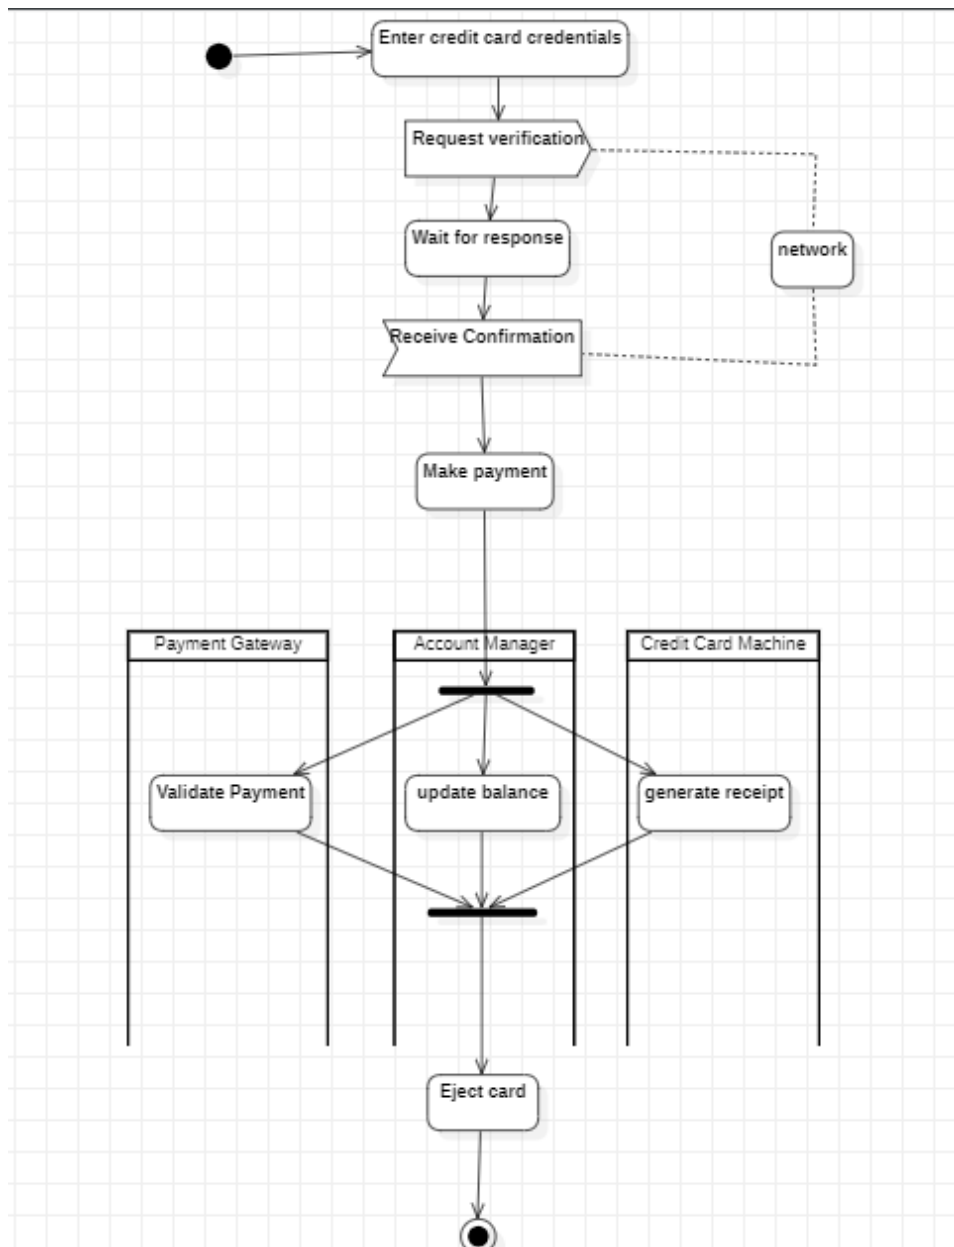 Enter credit card credentials
Request verification
Wait for response
network
Receive Confirmation
Make payment
Payment Gateway
Account Manager
Credit Card Machine
Validate Payment
update balance
generate receipt
Eject card